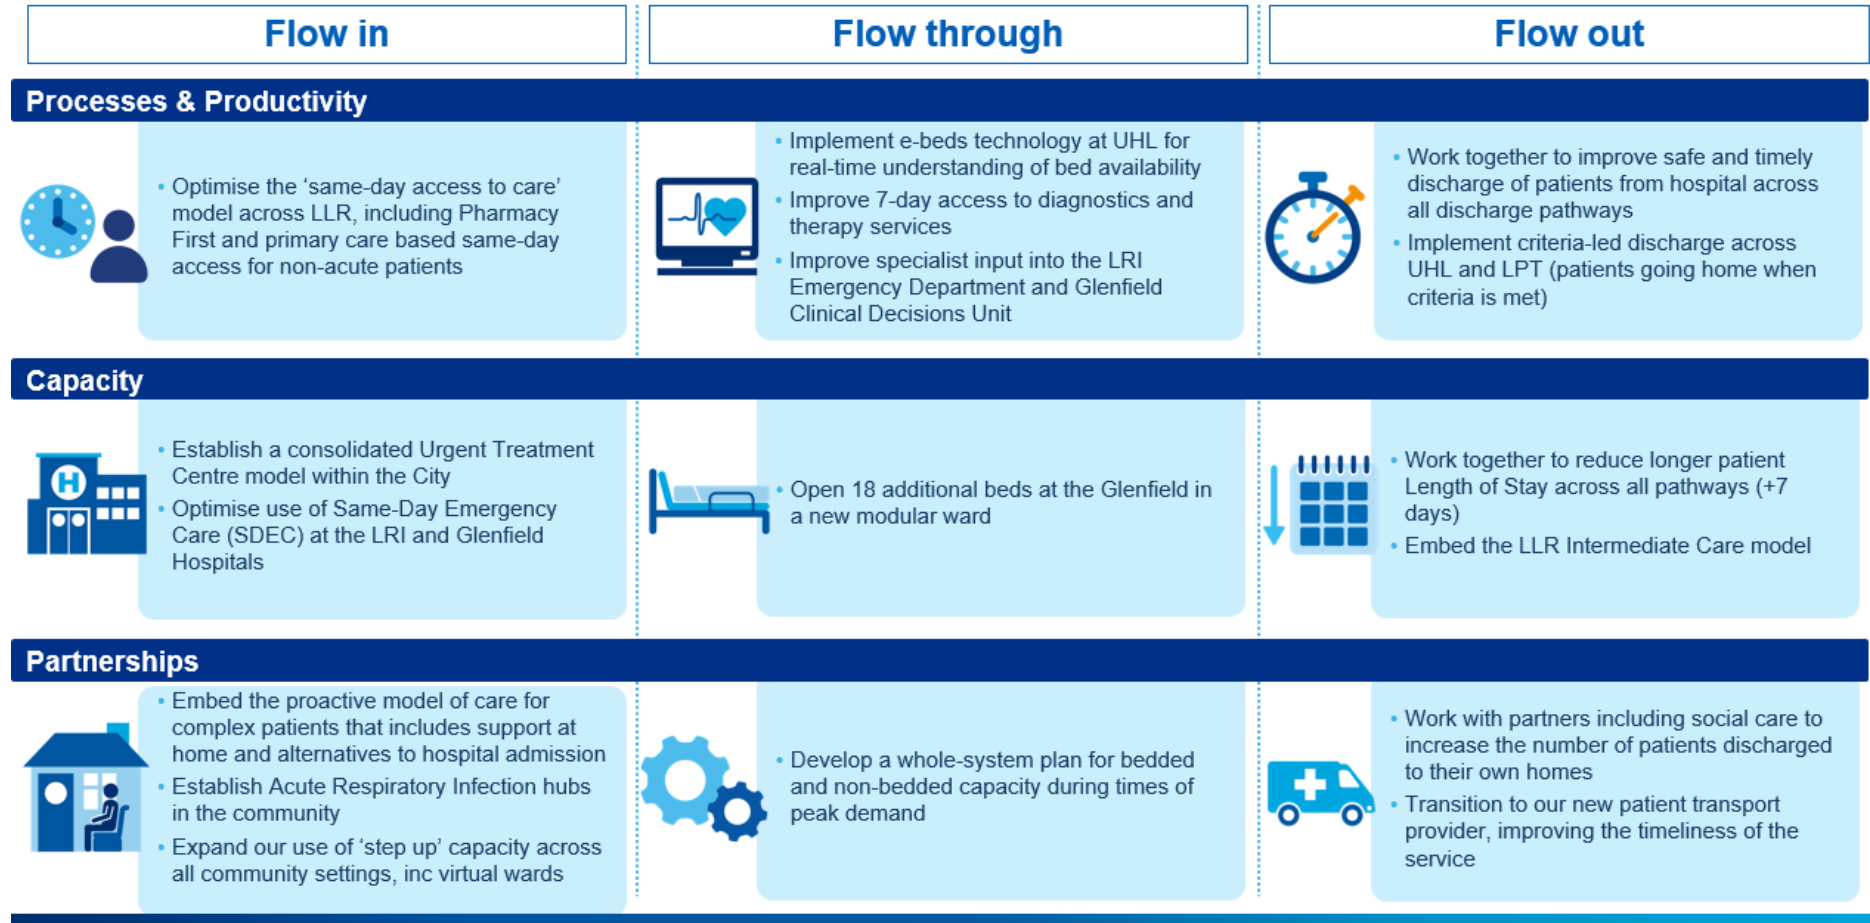 Flow in
Flow through
Flow out
Processes & Productivity
• Optimise the ‘same-day access to care’
model across LLR, including Pharmacy
First and primary care based same-day
access for non-acute patients
• Implement e-beds technology at UHL for
real-time understanding of bed availability
• Improve 7-day access to diagnostics and
therapy services
• Improve specialist input into the LRI
Emergency Department and Glenfield
Clinical Decisions Unit
• Work together to improve safe and timely
discharge of patients from hospital across
all discharge pathways
• Implement criteria-led discharge across
UHL and LPT (patients going home when
criteria is met)
Capacity
H
• Establish a consolidated Urgent Treatment
Centre model within the City
• Optimise use of Same-Day Emergency
Care (SDEC) at the LRI and Glenfield
Hospitals
• Open 18 additional beds at the Glenfield in
a new modular ward
• Work together to reduce longer patient
Length of Stay across all pathways (+7
days)
• Embed the LLR Intermediate Care model
Partnerships
• Embed the proactive model of care for
complex patients that includes support at
home and alternatives to hospital admission
• Establish Acute Respiratory Infection hubs
in the community
• Expand our use of ‘step up’ capacity across
all community settings, inc virtual wards
• Develop a whole-system plan for bedded
and non-bedded capacity during times of
peak demand
• Work with partners including social care to
increase the number of patients discharged
to their own homes
• Transition to our new patient transport
provider, improving the timeliness of the
service